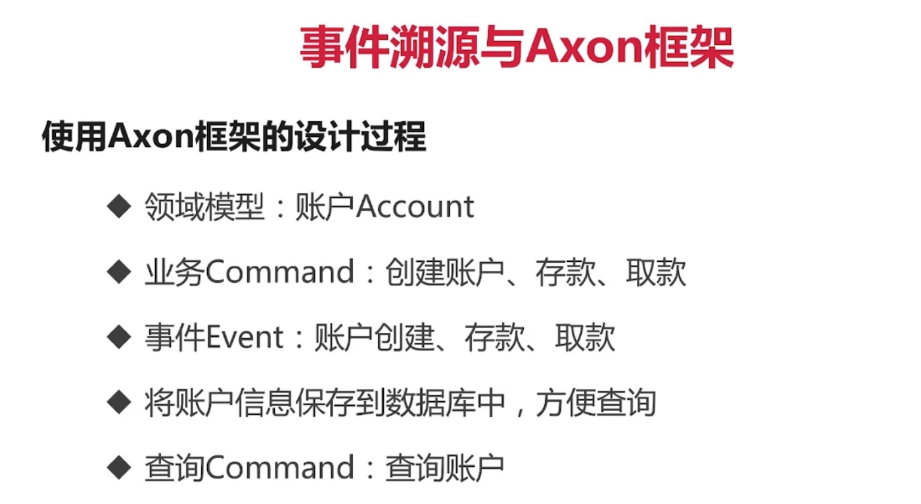 事件溯源与Axon框架
使用Axon框架的设计过程
◆ 领域模型：账户Account
◆ 业务Command：创建账户、存款、取款
◆ 事件Event：账户创建、存款、取款
◆ 将账户信息保存到数据库中，方便查询
◆ 查询Command：查询账户